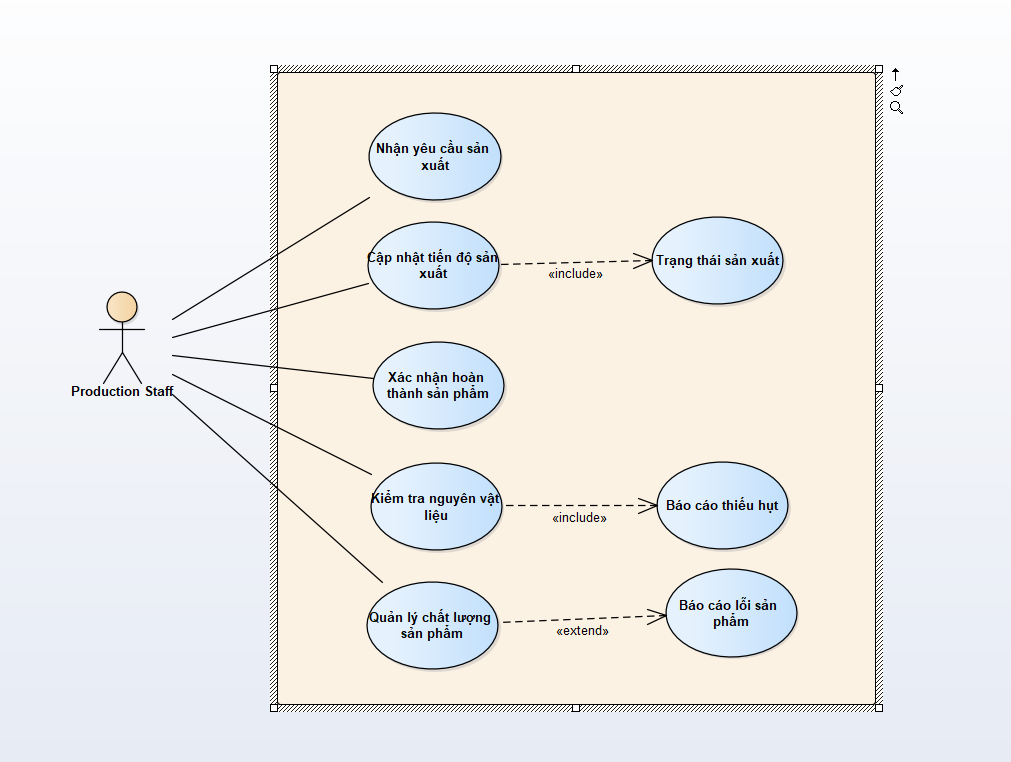 Nhận yêu cầu sản
xuất
Cập nhật tiến độ sản
xuất
«include»
Trạng thái sản xuất
Production Staff
Xác nhận hoàn
thành sản phẩm
Kiểm tra nguyên vật
liệu
«include»
Báo cáo thiếu hụt
Quản lý chất lượng
sản phẩm
«extend»
Báo cáo lỗi sản
phẩm